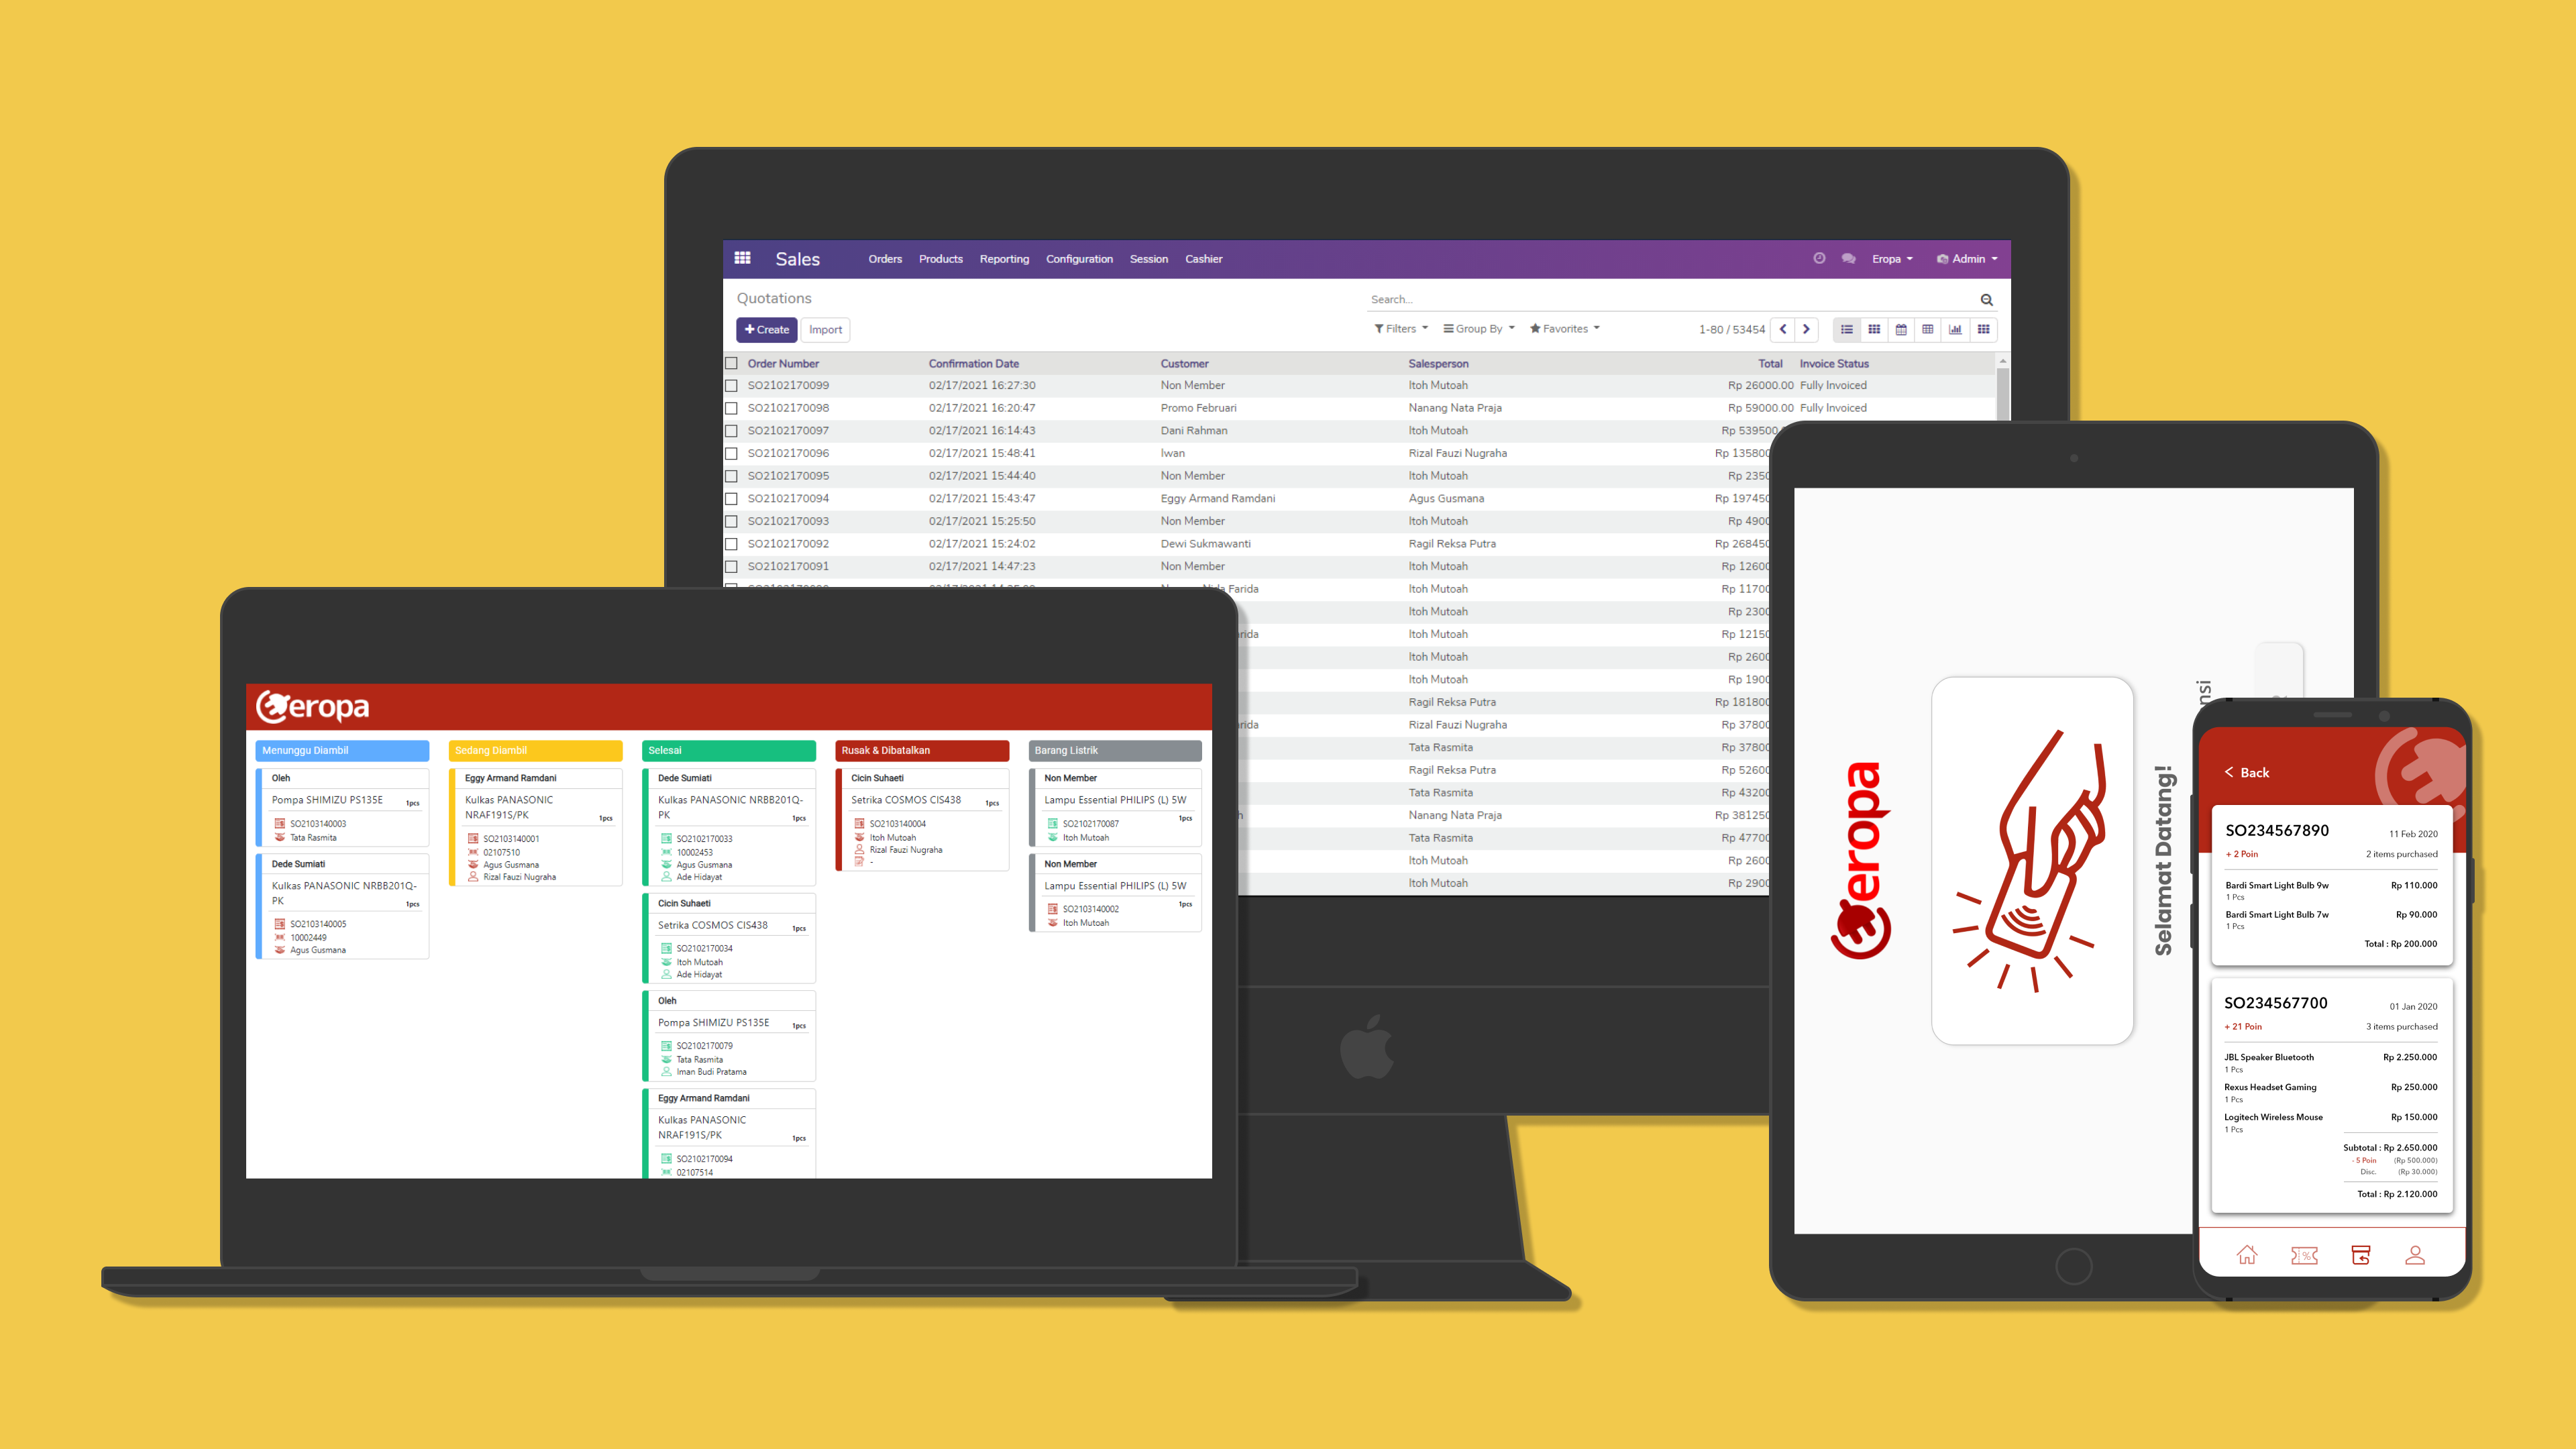 Sales Orders Products Reporting Configuration Session Cashier Eropa Admin
Quotations Search...
Create Import Filters Group By Favorites 1-80 / 53454
Order Number Confirmation Date Customer Salesperson Total Invoice Status
SO2102170099 02/17/2021 16:27:30 Non Member Itoh Mutoah Rp 26000.00 Fully Invoiced
SO2102170098 02/17/2021 16:20:47 Promo Februari Nanang Nata Praja Rp 59000.00 Fully Invoiced
SO2102170097 02/17/2021 16:14:43 Dani Rahman Itoh Mutoah Rp 539500
SO2102170096 02/17/2021 15:48:41 Iwan Rizal Fauzi Nugraha Rp 135800
SO2102170095 02/17/2021 15:44:40 Non Member Itoh Mutoah Rp 2350
SO2102170094 02/17/2021 15:43:47 Eggy Armand Ramdani Agus Gusmana Rp 197450
SO2102170093 02/17/2021 15:25:50 Non Member Itoh Mutoah Rp 4900
SO2102170092 02/17/2021 15:24:02 Dewi Sukmawanti Ragil Reksa Putra Rp 268450
SO2102170091 02/17/2021 14:47:23 Non Member Itoh Mutoah Rp 12600
Farida Itoh Mutoah Rp 11700
Itoh Mutoah Rp 2300
arida Itoh Mutoah Rp 12150
Itoh Mutoah Rp 2600
Itoh Mutoah Rp 1900
Ragil Reksa Putra Rp 181800
arida Rizal Fauzi Nugraha Rp 37800
Tata Rasmita Rp 37800
Ragil Reksa Putra Rp 52600
Tata Rasmita Rp 43200
h Nanang Nata Praja Rp 381250
Tata Rasmita Rp 47700
Itoh Mutoah Rp 2600
Itoh Mutoah Rp 2900
eropa
Menunggu Diambil
Oleh
Pompa SHIMIZU PS135E 1pcs
SO2103140003
Tata Rasmita
Dede Sumiati
Kulkas PANASONIC NRBB201Q-
PK 1pcs
SO2103140005
10002449
Agus Gusmana
Sedang Diambil
Eggy Armand Ramdani
Kulkas PANASONIC
NRAF191S/PK 1pcs
SO2103140001
02107510
Agus Gusmana
Rizal Fauzi Nugraha
Selesai
Dede Sumiati
Kulkas PANASONIC NRBB201Q-
PK 1pcs
SO2102170033
10002453
Agus Gusmana
Ade Hidayat
Cicin Suhaeti
Setrika COSMOS CIS438 1pcs
SO2102170034
Itoh Mutoah
Ade Hidayat
Oleh
Pompa SHIMIZU PS135E 1pcs
SO2102170079
Tata Rasmita
Iman Budi Pratama
Eggy Armand Ramdani
Kulkas PANASONIC
NRAF191S/PK 1pcs
SO2102170094
02107514
Rusak & Dibatalkan
Cicin Suhaeti
Setrika COSMOS CIS438 1pcs
SO2103140004
Itoh Mutoah
Rizal Fauzi Nugraha
-
Barang Listrik
Non Member
Lampu Essential PHILIPS (L) 5W
1pcs
SO2102170087
Itoh Mutoah
Non Member
Lampu Essential PHILIPS (L) 5W
1pcs
SO2103140002
Itoh Mutoah
eropa
Selamat Datang!
nsi
< Back
SO234567890 11 Feb 2020
+ 2 Poin 2 items purchased
Bardi Smart Light Bulb 9w Rp 110.000
1 Pcs
Bardi Smart Light Bulb 7w Rp 90.000
1 Pcs
Total : Rp 200.000
SO234567700 01 Jan 2020
+ 21 Poin 3 items purchased
JBL Speaker Bluetooth Rp 2.250.000
1 Pcs
Rexus Headset Gaming Rp 250.000
1 Pcs
Logitech Wireless Mouse Rp 150.000
1 Pcs
Subtotal : Rp 2.650.000
- 5 Poin (Rp 500.000)
Disc. (Rp 30.000)
Total : Rp 2.120.000